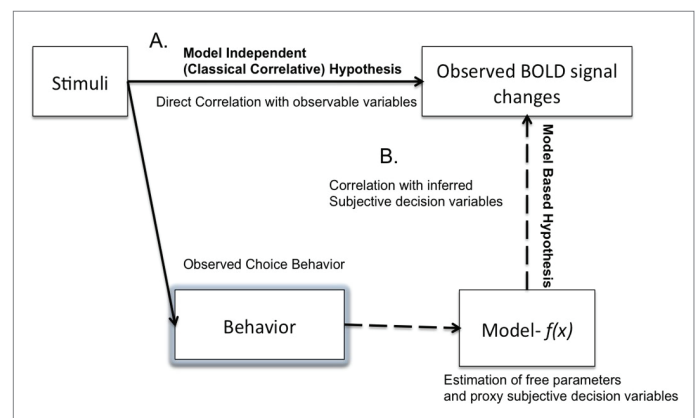 A.
Model Independent
(Classical Correlative) Hypothesis
Stimuli
Observed BOLD signal
changes
Direct Correlation with observable variables
B.
Correlation with inferred
Subjective decision variables
Model Based Hypothesis
Observed Choice Behavior
Behavior
Model- f(x)
Estimation of free parameters
and proxy subjective decision variables